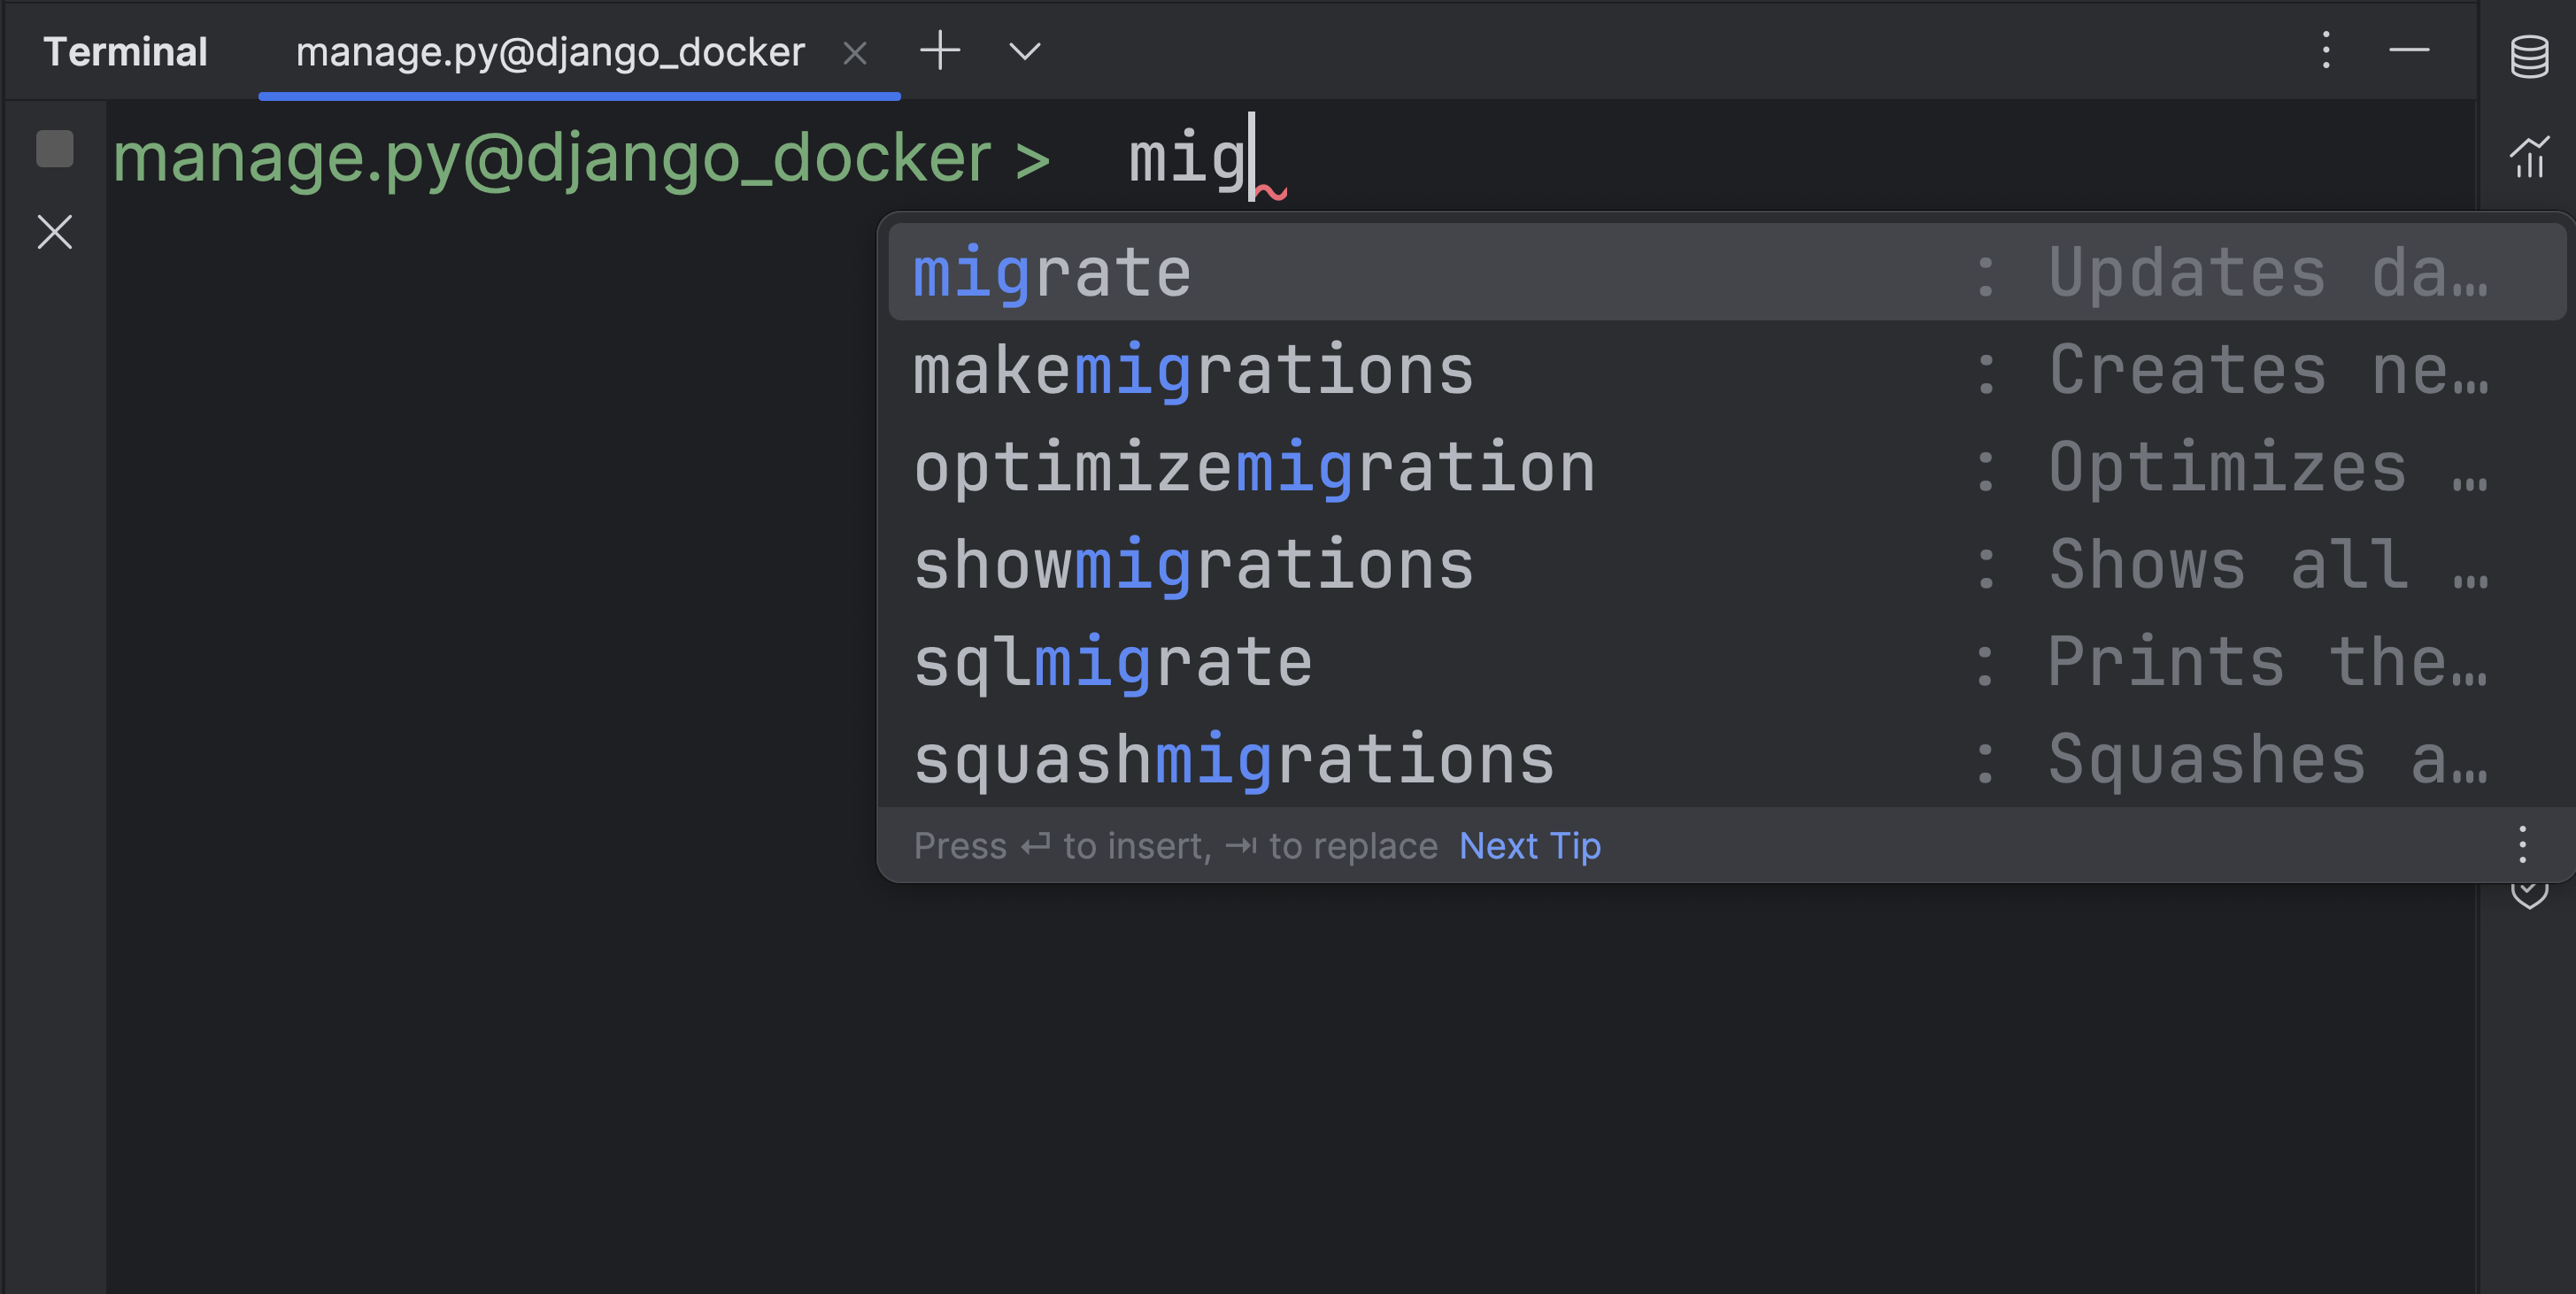 Terminal manage.py@django_docker
manage.py@django_docker > mig
migrate : Updates da…
makemigrations : Creates ne…
optimizemigration : Optimizes …
showmigrations : Shows all …
sqlmigrate : Prints the…
squashmigrations : Squashes a…
Press ⏎ to insert, ⇥ to replace Next Tip